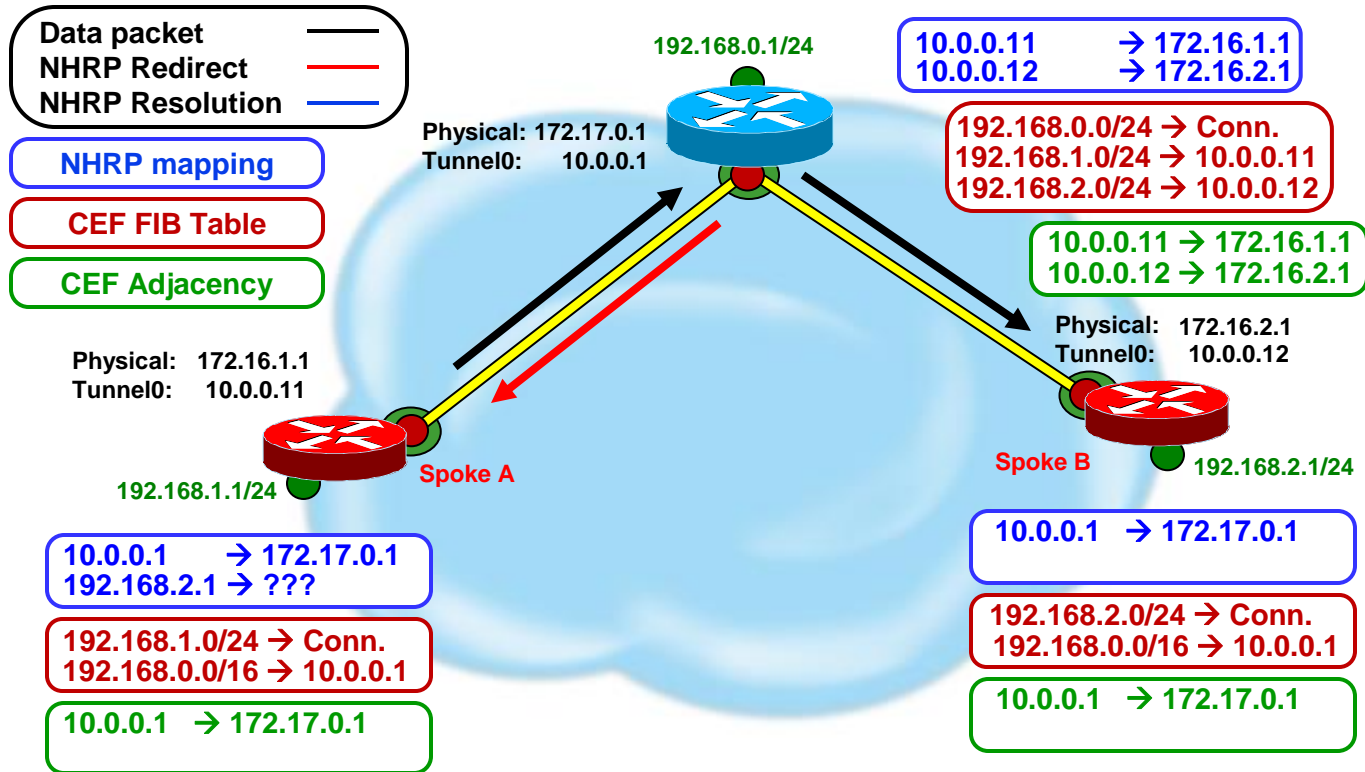 Data packet
NHRP Redirect
NHRP Resolution
NHRP mapping
CEF FIB Table
CEF Adjacency
192.168.0.1/24
Physical: 172.17.0.1
Tunnel0: 10.0.0.1
10.0.0.11 → 172.16.1.1
10.0.0.12 → 172.16.2.1
192.168.0.0/24 → Conn.
192.168.1.0/24 → 10.0.0.11
192.168.2.0/24 → 10.0.0.12
10.0.0.11 → 172.16.1.1
10.0.0.12 → 172.16.2.1
Physical: 172.16.1.1
Tunnel0: 10.0.0.11
Spoke A
192.168.1.1/24
10.0.0.1 → 172.17.0.1
192.168.2.1 → ???
192.168.1.0/24 → Conn.
192.168.0.0/16 → 10.0.0.1
10.0.0.1 → 172.17.0.1
Physical: 172.16.2.1
Tunnel0: 10.0.0.12
Spoke B
192.168.2.1/24
10.0.0.1 → 172.17.0.1
192.168.2.0/24 → Conn.
192.168.0.0/16 → 10.0.0.1
10.0.0.1 → 172.17.0.1